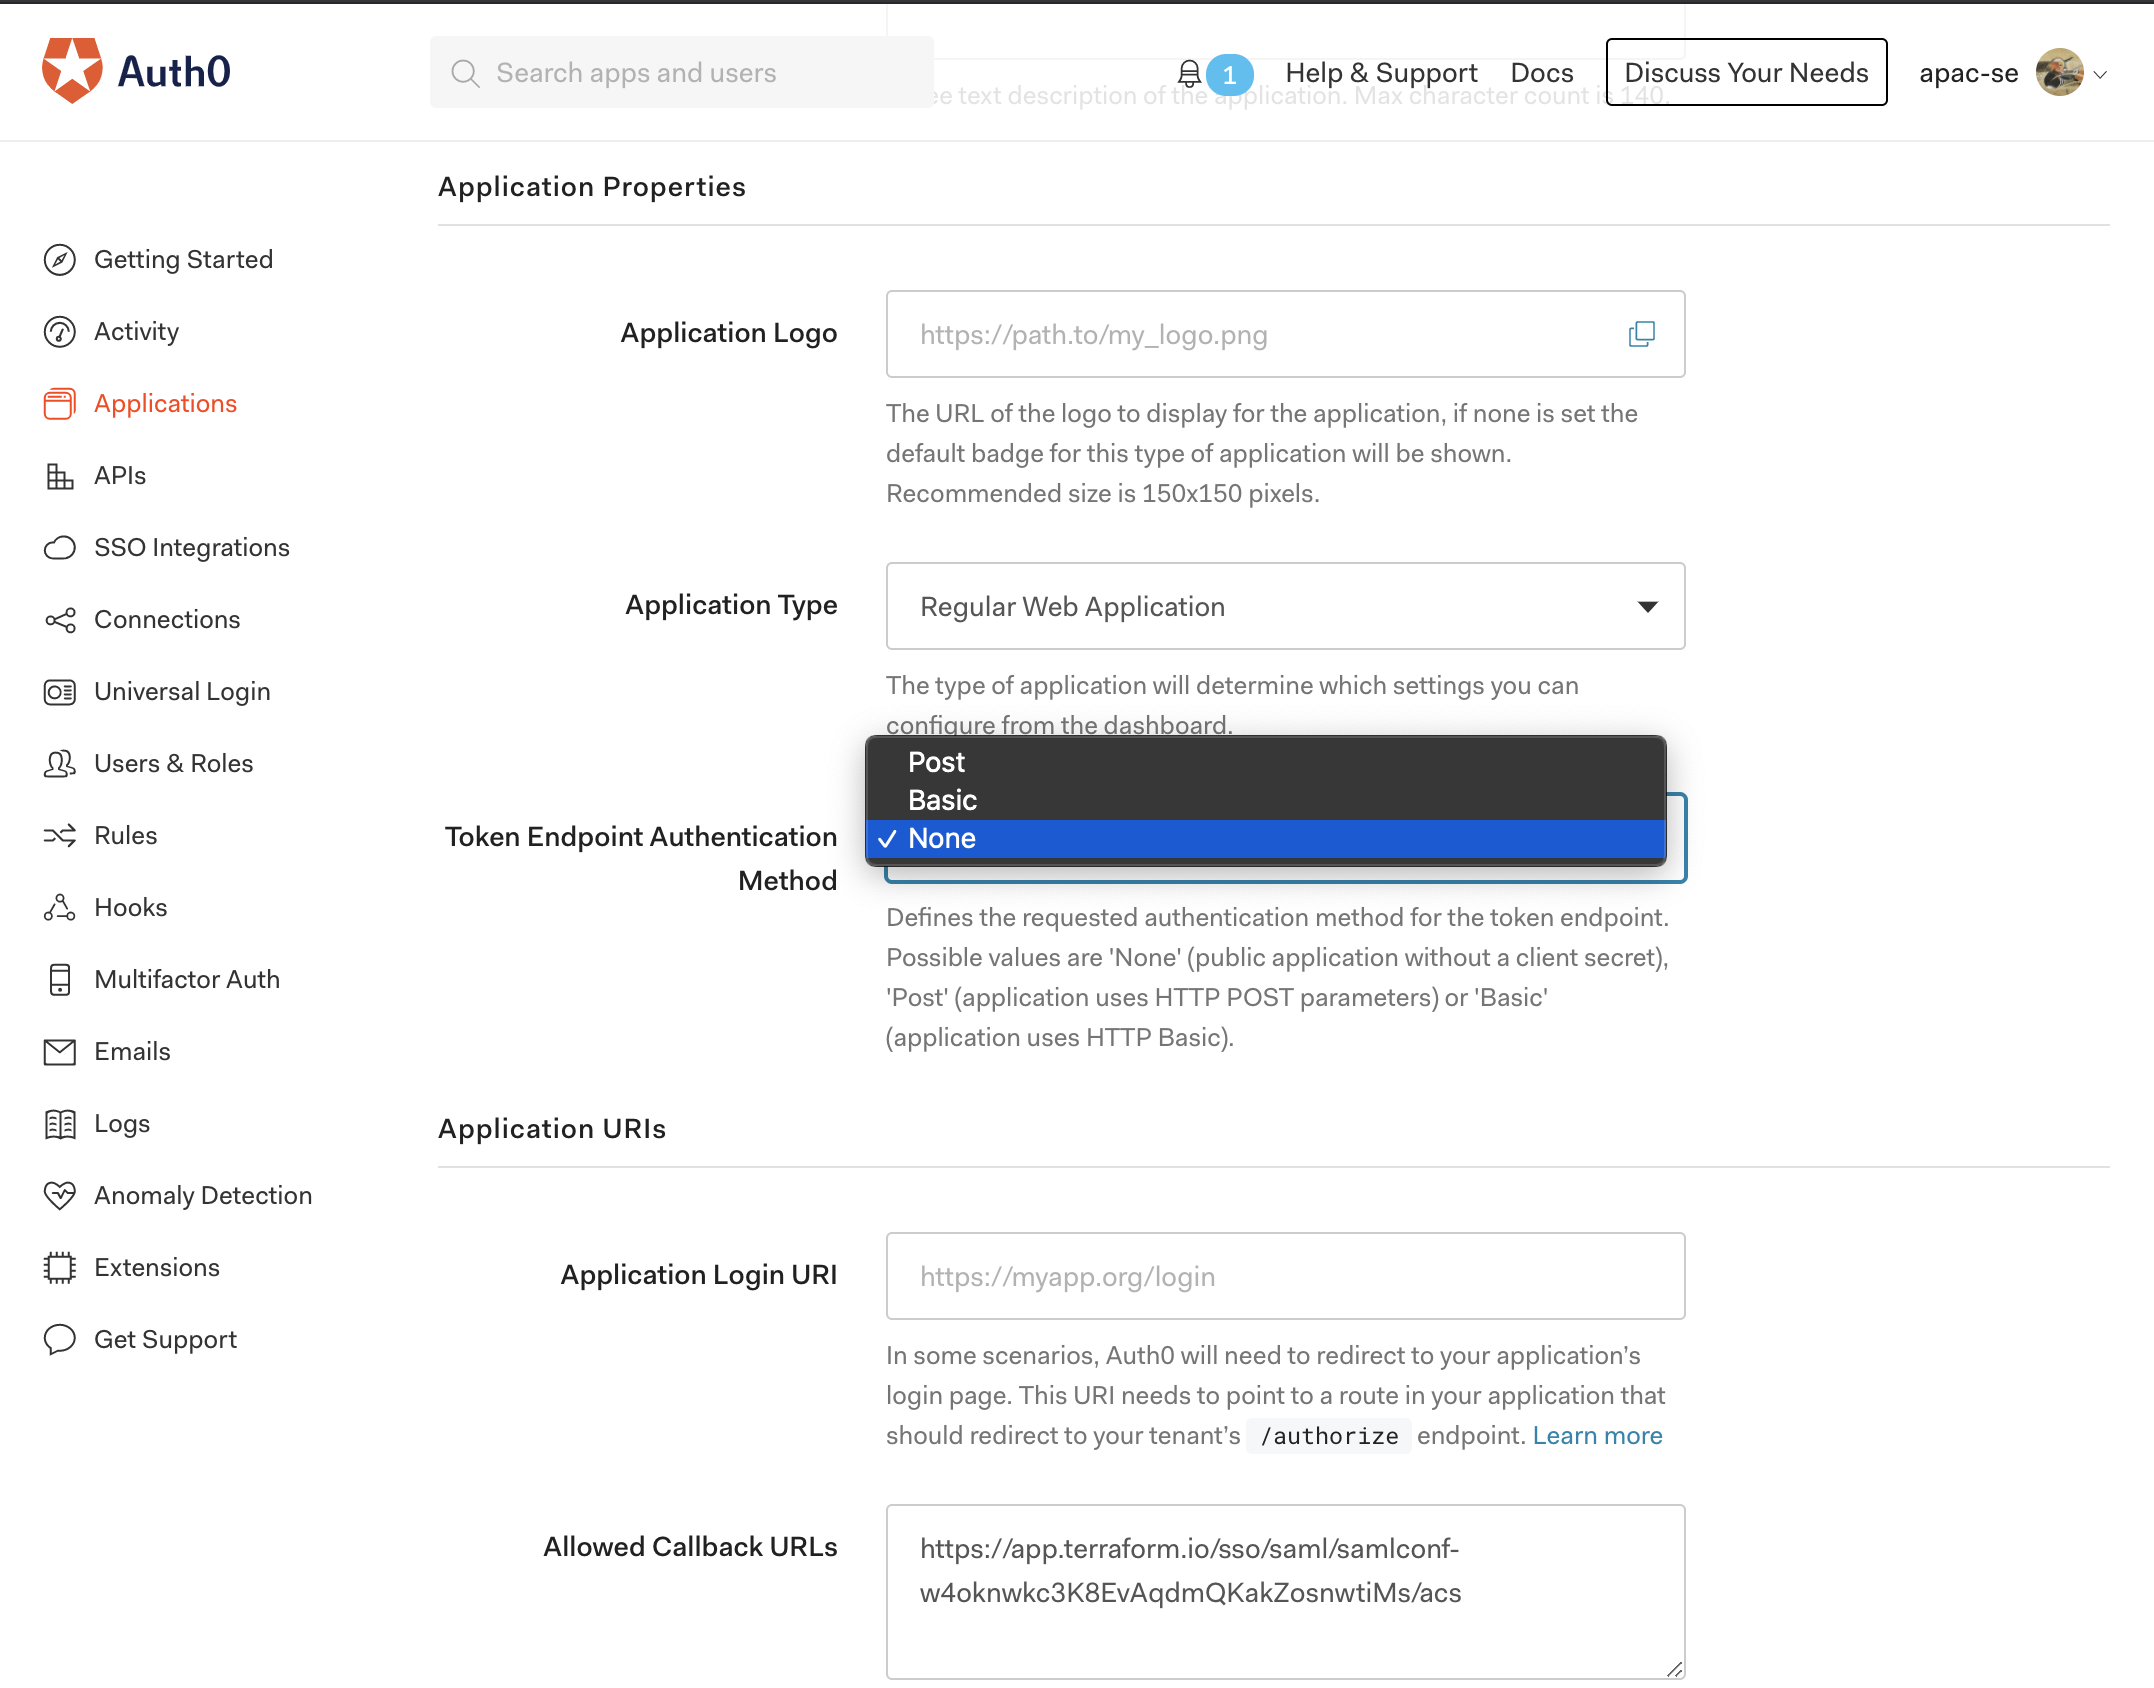 Auth0
Search apps and users
1
Help & Support
Docs
Discuss Your Needs
apac-se
ee text description of the application. Max character count is 140.
Getting Started
Activity
Applications
APIs
SSO Integrations
Connections
Universal Login
Users & Roles
Rules
Hooks
Multifactor Auth
Emails
Logs
Anomaly Detection
Extensions
Get Support
Application Properties
Application Logo
https://path.to/my_logo.png
The URL of the logo to display for the application, if none is set the
default badge for this type of application will be shown.
Recommended size is 150x150 pixels.
Application Type
Regular Web Application
The type of application will determine which settings you can
configure from the dashboard.
Token Endpoint Authentication
Method
Post
Basic
✓ None
Defines the requested authentication method for the token endpoint.
Possible values are 'None' (public application without a client secret),
'Post' (application uses HTTP POST parameters) or 'Basic'
(application uses HTTP Basic).
Application URIs
Application Login URI
https://myapp.org/login
In some scenarios, Auth0 will need to redirect to your application’s
login page. This URI needs to point to a route in your application that
should redirect to your tenant’s /authorize endpoint. Learn more
Allowed Callback URLs
https://app.terraform.io/sso/saml/samlconf-
w4oknwkc3K8EvAqdmQKakZosnwtiMs/acs